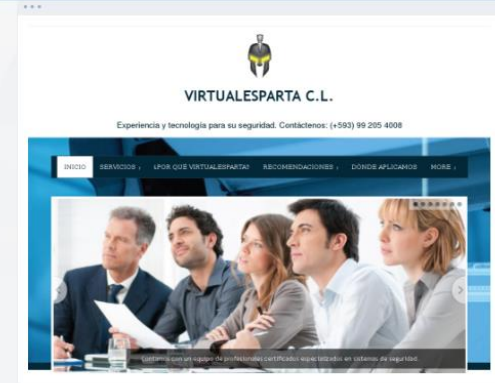 VIRTUALESPARTA C.L.
Experiencia y tecnología para su seguridad. Contáctenos: (+593) 99 205 4008
INICIO SERVICIOS ¿POR QUÉ VIRTUALESPARTA? RECOMENDACIONES DÓNDE APLICAMOS MORE
Contamos con un equipo de profesionales certificados especializados en sistemas de seguridad.